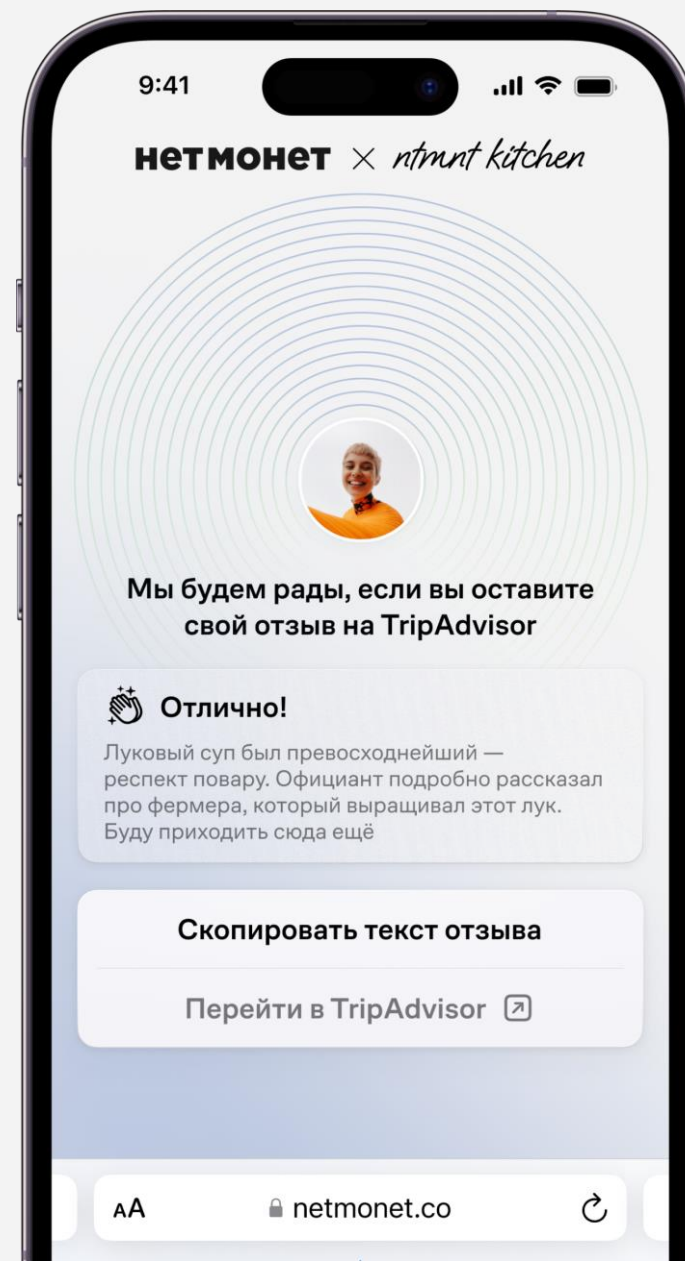 9:41
нетмонет × ntmnt kitchen
Мы будем рады, если вы оставите
свой отзыв на TripAdvisor
Отлично!
Луковый суп был превосходнейший —
респект повару. Официант подробно рассказал
про фермера, который выращивал этот лук.
Буду приходить сюда ещё
Скопировать текст отзыва
Перейти в TripAdvisor
AA netmonet.co